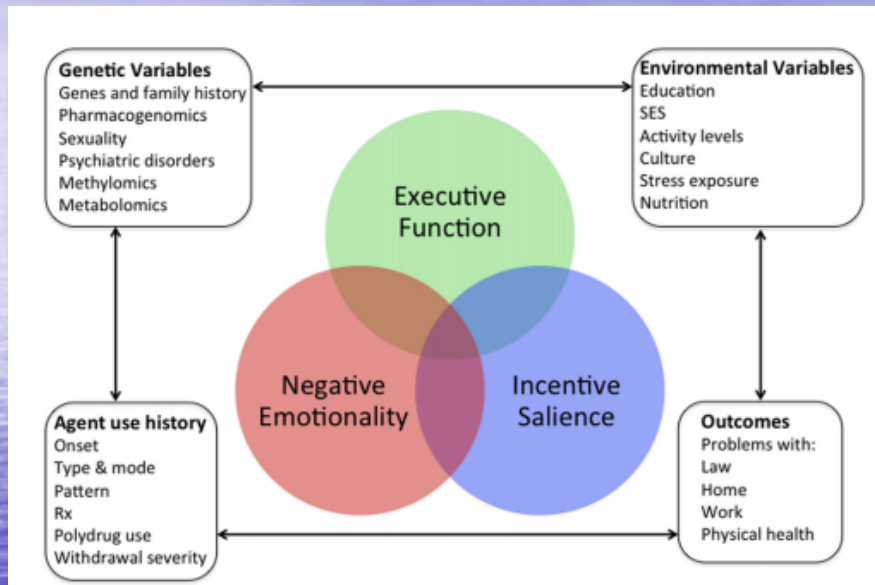 Genetic Variables
Genes and family history
Pharmacogenomics
Sexuality
Psychiatric disorders
Methylomics
Metabolomics
Environmental Variables
Education
SES
Activity levels
Culture
Stress exposure
Nutrition
Executive
Function
Negative
Emotionality
Incentive
Salience
Agent use history
Onset
Type & mode
Pattern
Rx
Polydrug use
Withdrawal severity
Outcomes
Problems with:
Law
Home
Work
Physical health